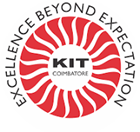 EXCELLENCE BEYOND EXPECTATION
KIT
COIMBATORE